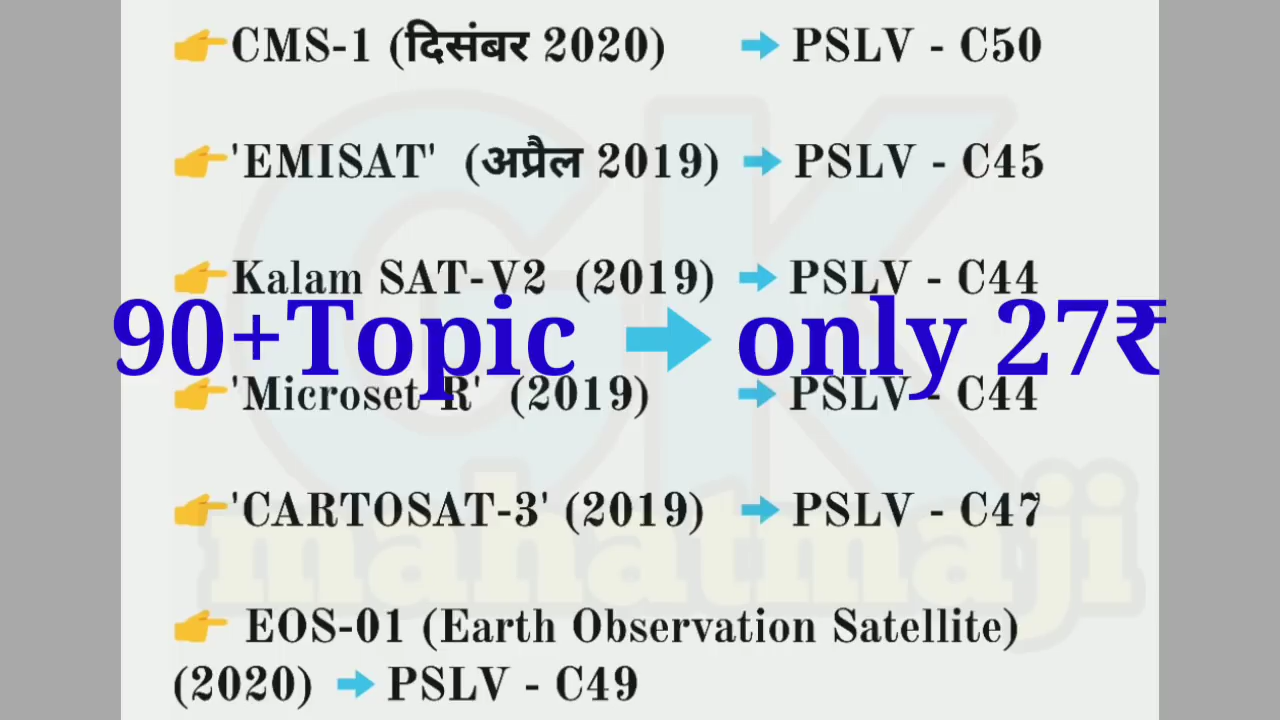 👉CMS-1 (दिसंबर 2020) ➡ PSLV - C50
👉'EMISAT' (अप्रैल 2019) ➡ PSLV - C45
👉Kalam SAT-V2 (2019) ➡ PSLV - C44
90+Topic ➡ only 27₹
👉'Microset R' (2019) ➡ PSLV - C44
👉'CARTOSAT-3' (2019) ➡ PSLV - C47
👉 EOS-01 (Earth Observation Satellite)
(2020) ➡ PSLV - C49
GK
mahatmaji